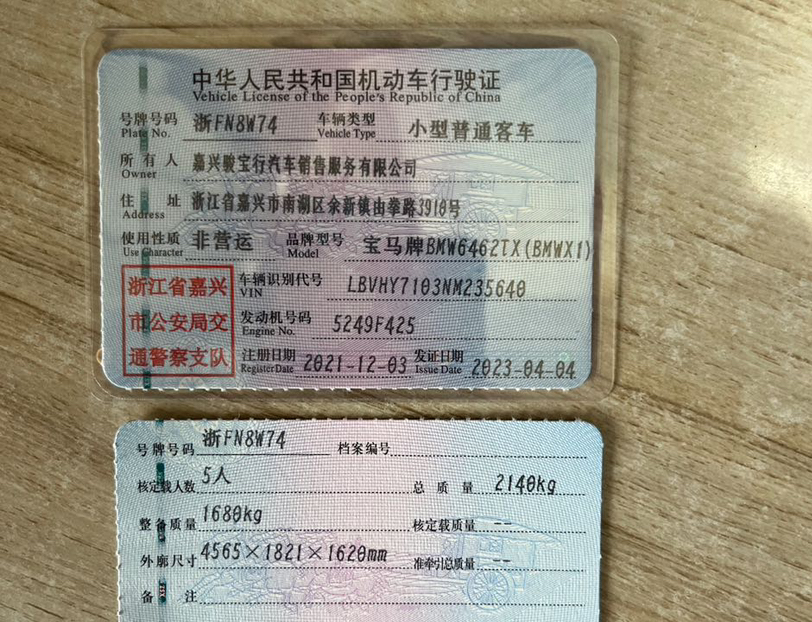 中华人民共和国机动车行驶证
Vehicle License of the People's Republic of China
号牌号码 浙FN8W74 车辆类型 小型普通客车
Plate No. Vehicle Type
所有人 嘉兴骏宝行汽车销售服务有限公司
Owner
住址 浙江省嘉兴市南湖区余新镇由拳路3910号
Address
使用性质 非营运 品牌型号 宝马牌BMW6462TX(BMWX1)
Use Character Model
浙江省嘉兴
市公安局交
通警察支队
车辆识别代号 LBVHY7103NM235640
VIN
发动机号码 5249F425
Engine No.
注册日期 2021-12-03 发证日期 2023-04-04
Register Date Issue Date
号牌号码 浙FN8W74 档案编号
核定载人数 5人 总质量 2140kg
整备质量 1680kg 核定载质量 --
外廓尺寸 4565×1821×1620mm 准牵引总质量 --
备注